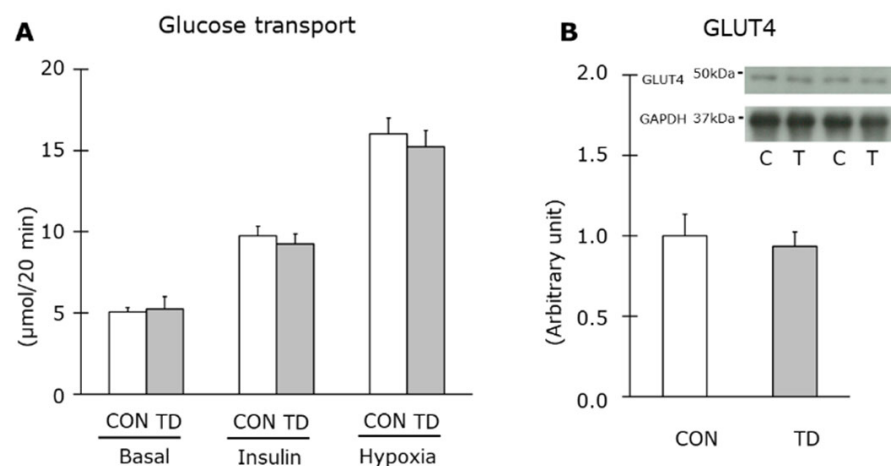 A
Glucose transport
20
15
10
5
0
(µmol/20 min)
CON TD
CON TD
CON TD
Basal
Insulin
Hypoxia
B
GLUT4
2.0
1.5
1.0
0.5
0.0
(Arbitrary unit)
GLUT4 50kDa
GAPDH 37kDa
C T C T
CON
TD